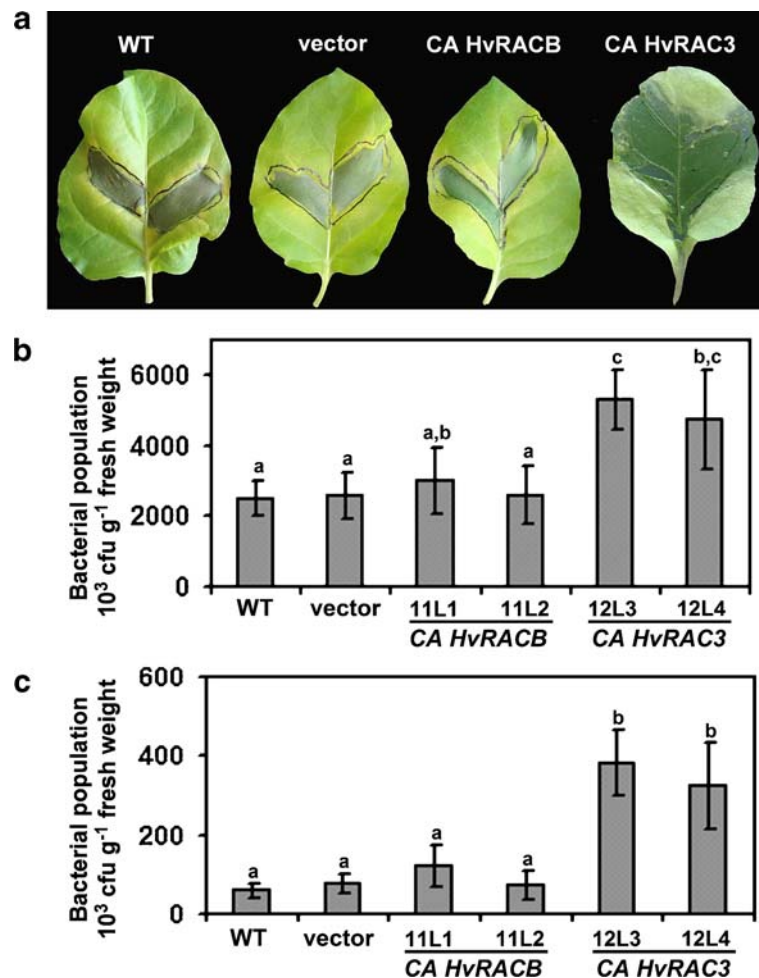 a
WT vector CA HvRACB CA HvRAC3
b
Bacterial population
10³ cfu g⁻¹ fresh weight
6000
4000
2000
0
a a a,b a c b,c
WT vector 11L1 11L2 12L3 12L4
CA HvRACB CA HvRAC3
c
Bacterial population
10³ cfu g⁻¹ fresh weight
600
400
200
0
a a a a b b
WT vector 11L1 11L2 12L3 12L4
CA HvRACB CA HvRAC3